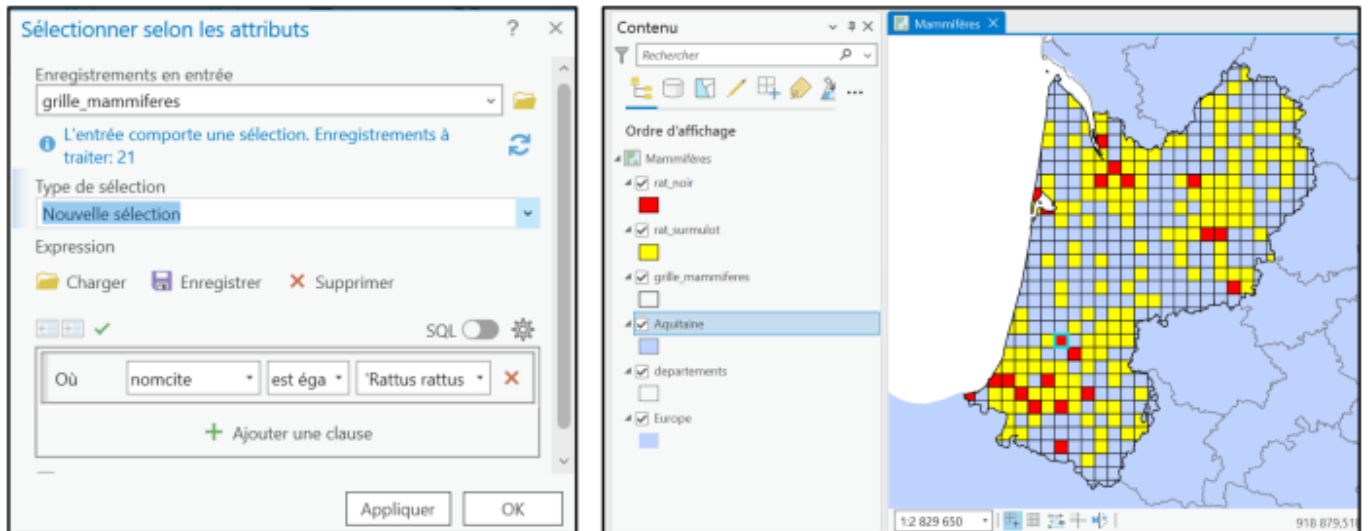 Sélectionner selon les attributs
Enregistrements en entrée
grille_mammiferes
L'entrée comporte une sélection. Enregistrements à
traiter: 21
Type de sélection
Nouvelle sélection
Expression
Charger Enregistrer Supprimer
SQL
Où nomcite est éga 'Rattus rattus
Ajouter une clause
Appliquer OK
Contenu
Rechercher
Ordre d'affichage
Mammifères
rat_noir
rat_surmulot
grille_mammiferes
Aquitaine
departements
Europe
Mammifères
1:2 829 650
918 879,51